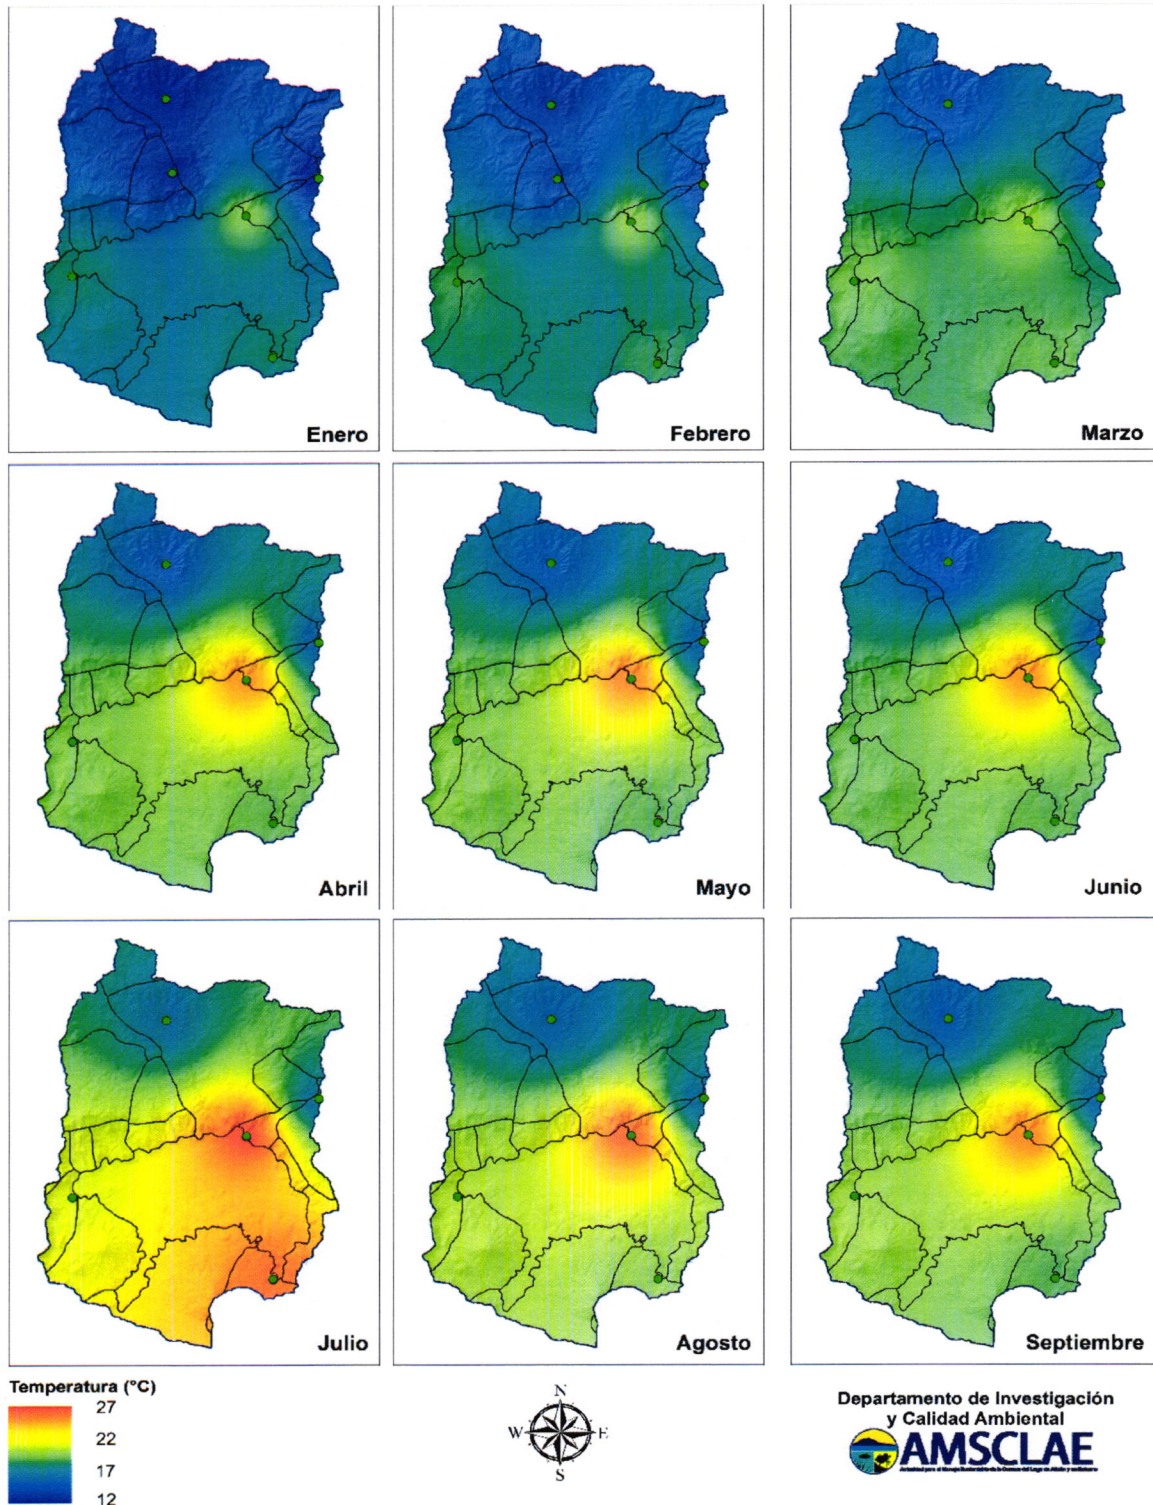 Enero
Febrero
Marzo
Abril
Mayo
Junio
Julio
Agosto
Septiembre
Temperatura (°C)
27
22
17
12
N
W
E
S
Departamento de Investigación
y Calidad Ambiental
AMSCLAE